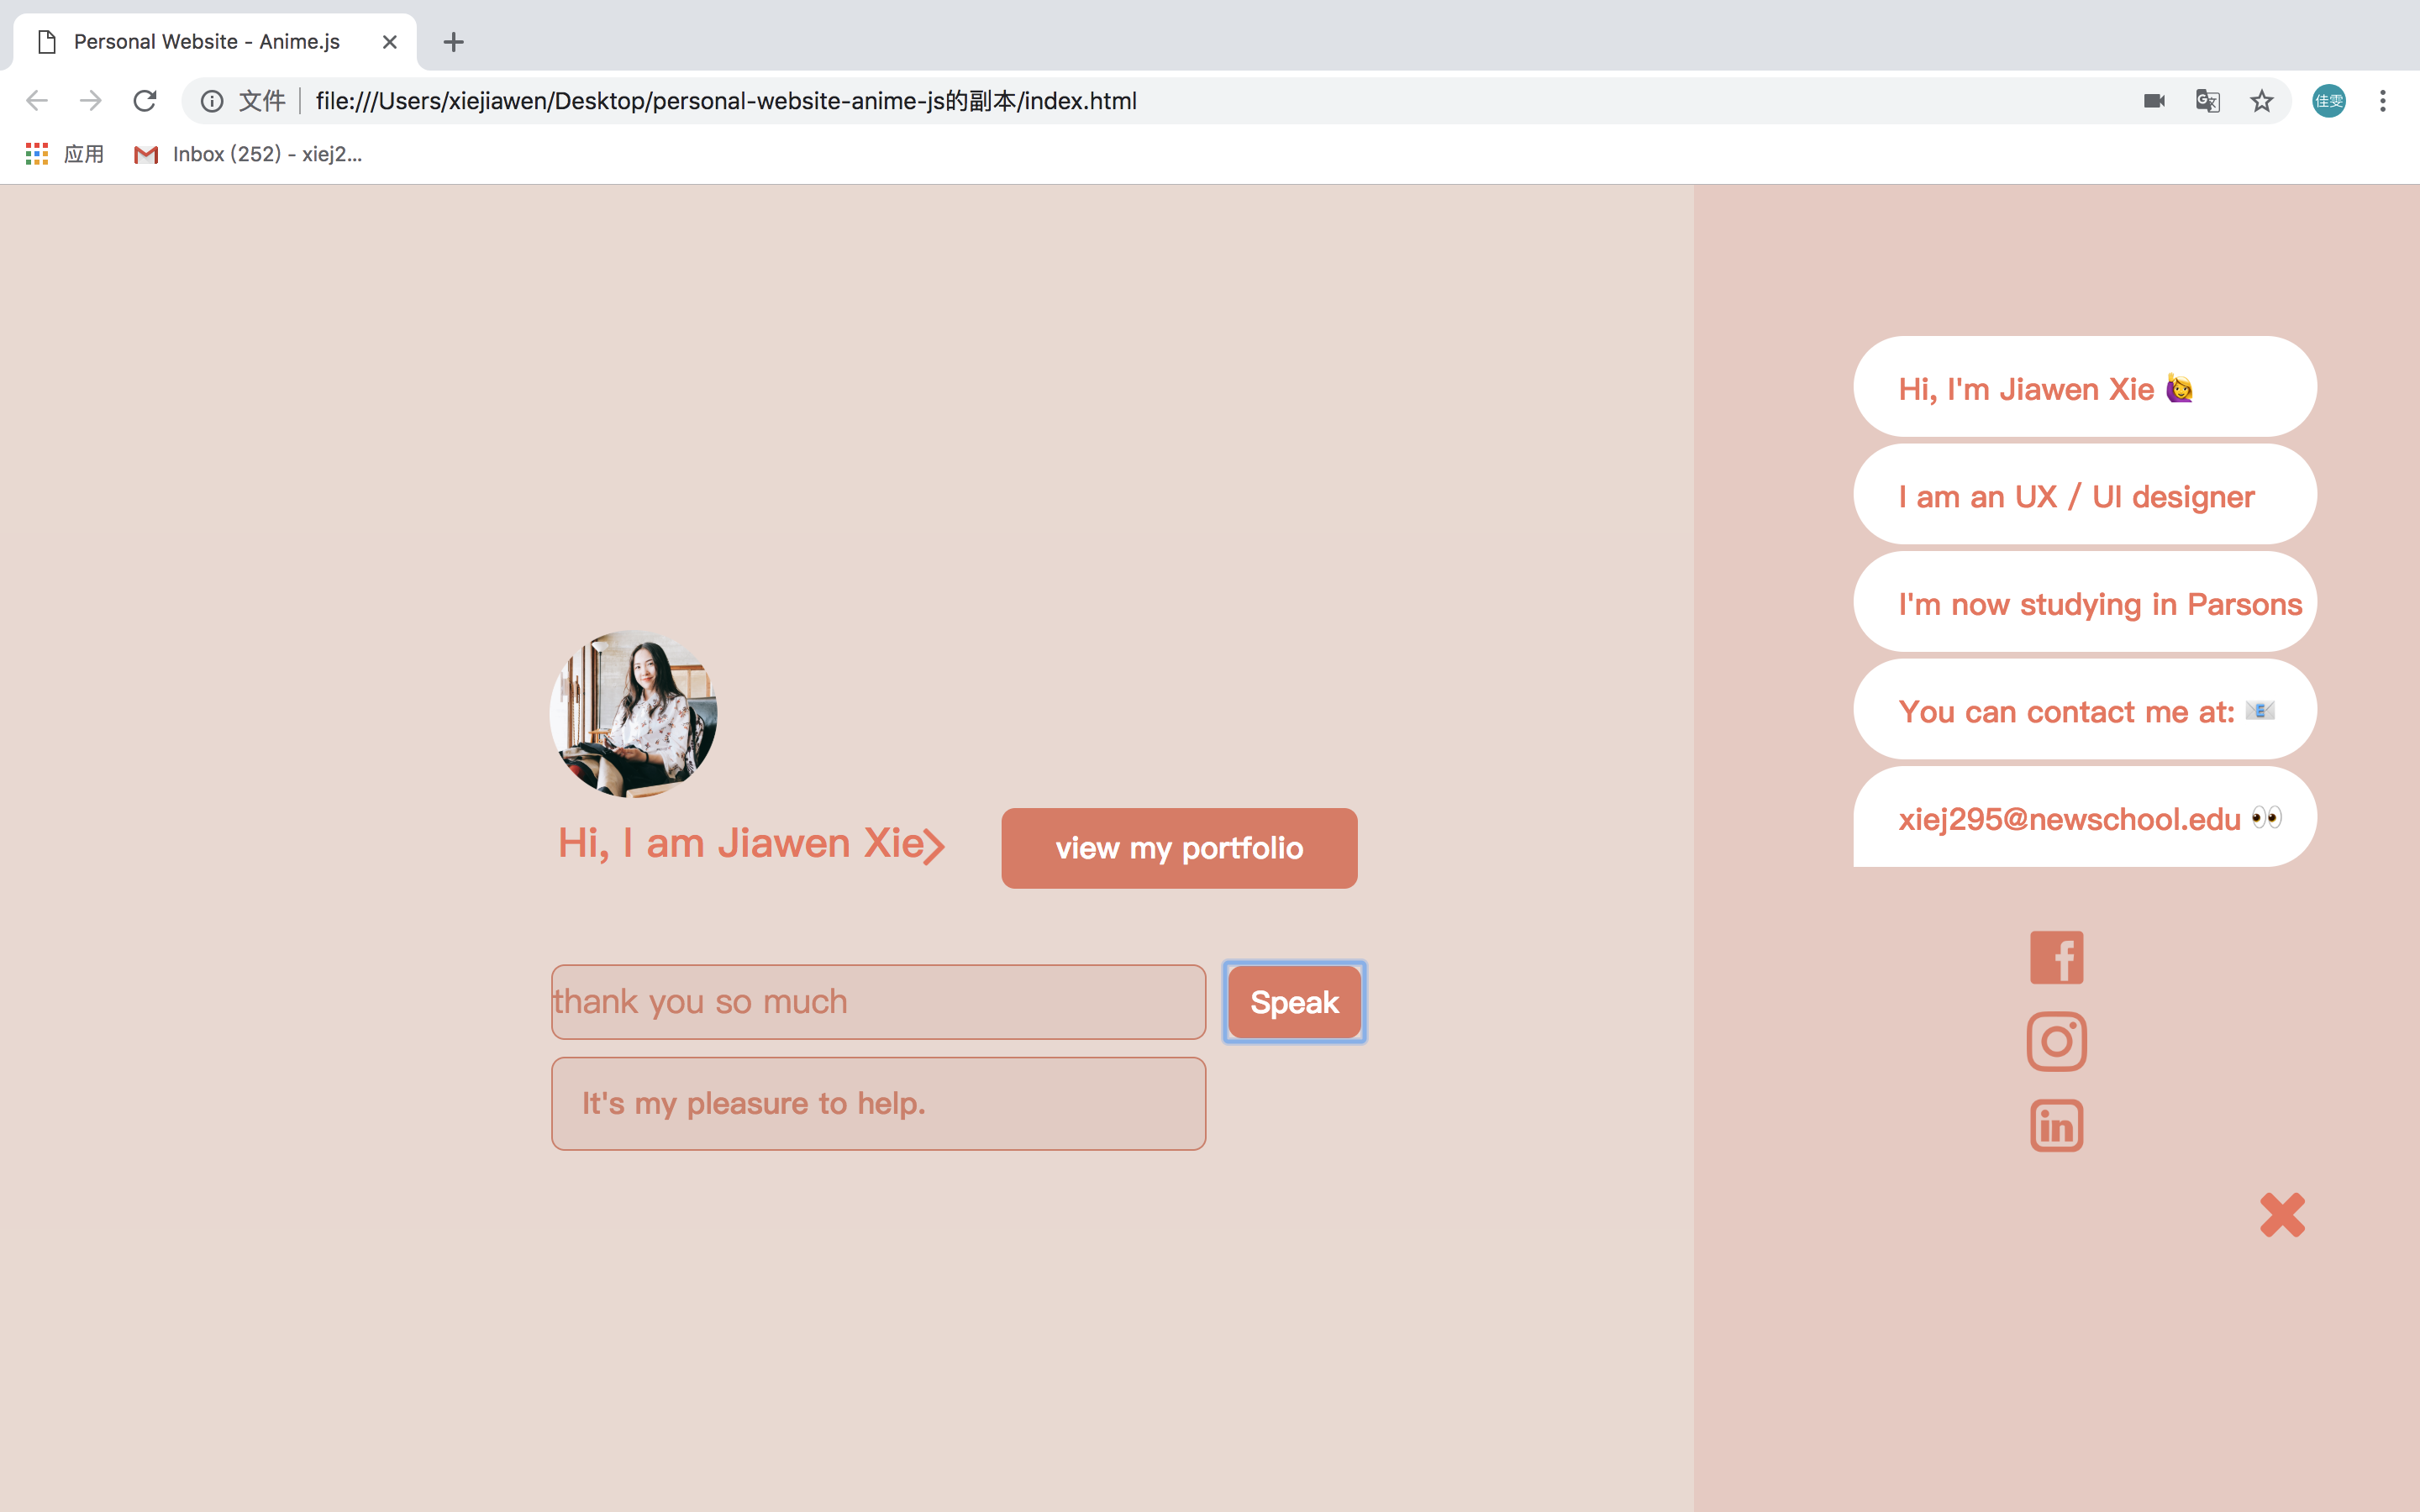 Personal Website - Anime.js
文件 file:///Users/xiejiawen/Desktop/personal-website-anime-js的副本/index.html
佳雯
应用 Inbox (252) - xiej2...
Hi, I'm Jiawen Xie 🙋
I am an UX / UI designer
I'm now studying in Parsons
You can contact me at: 📧
xiej295@newschool.edu 👀
Hi, I am Jiawen Xie
view my portfolio
thank you so much
Speak
It's my pleasure to help.